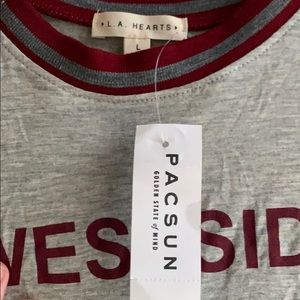 L.A. HEARTS
L
PACSUN
GOLDEN STATE of MIND
WES SID